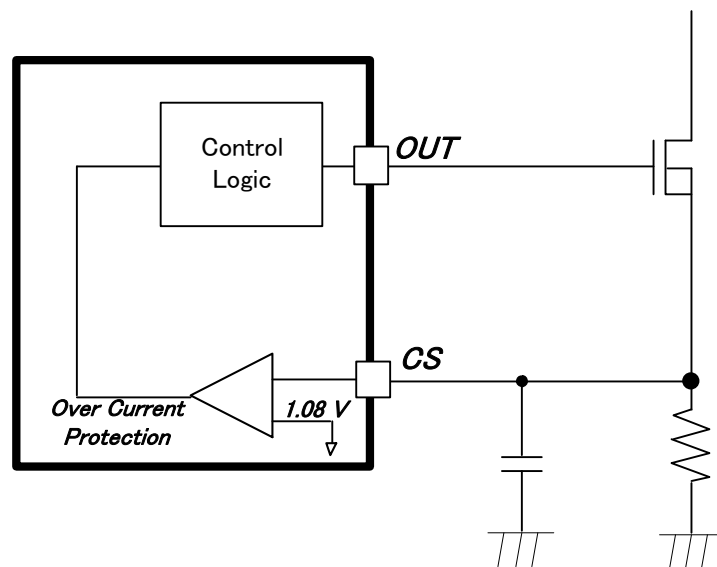 Control
Logic
OUT
CS
1.08 V
Over Current
Protection